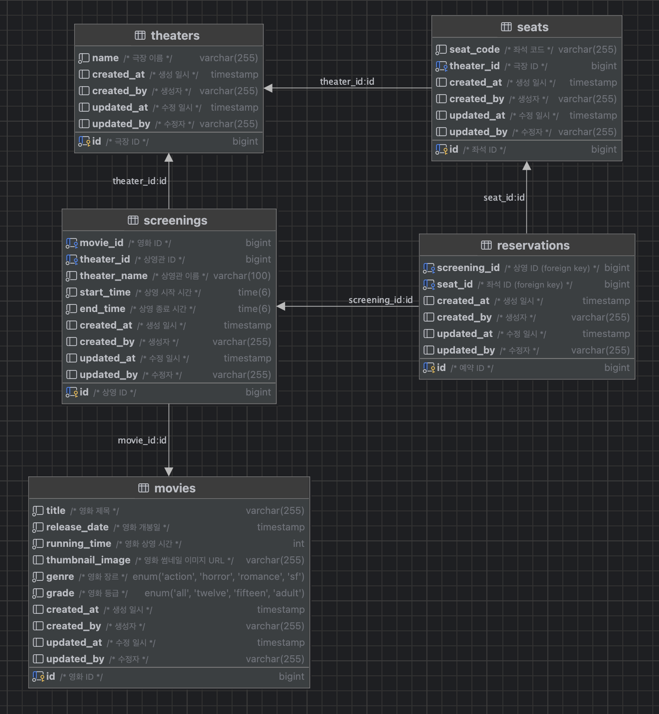 theaters
name /* 극장 이름 */ varchar(255)
created_at /* 생성 일시 */ timestamp
created_by /* 생성자 */ varchar(255)
updated_at /* 수정 일시 */ timestamp
updated_by /* 수정자 */ varchar(255)
id /* 극장 ID */ bigint
seats
seat_code /* 좌석 코드 */ varchar(255)
theater_id /* 극장 ID */ bigint
created_at /* 생성 일시 */ timestamp
created_by /* 생성자 */ varchar(255)
updated_at /* 수정 일시 */ timestamp
updated_by /* 수정자 */ varchar(255)
id /* 좌석 ID */ bigint
theater_id:id
theater_id:id
seat_id:id
screenings
movie_id /* 영화 ID */ bigint
theater_id /* 상영관 ID */ bigint
theater_name /* 상영관 이름 */ varchar(100)
start_time /* 상영 시작 시간 */ time(6)
end_time /* 상영 종료 시간 */ time(6)
created_at /* 생성 일시 */ timestamp
created_by /* 생성자 */ varchar(255)
updated_at /* 수정 일시 */ timestamp
updated_by /* 수정자 */ varchar(255)
id /* 상영 ID */ bigint
reservations
screening_id /* 상영 ID (foreign key) */ bigint
seat_id /* 좌석 ID (foreign key) */ bigint
created_at /* 생성 일시 */ timestamp
created_by /* 생성자 */ varchar(255)
updated_at /* 수정 일시 */ timestamp
updated_by /* 수정자 */ varchar(255)
id /* 예약 ID */ bigint
screening_id:id
movie_id:id
movies
title /* 영화 제목 */ varchar(255)
release_date /* 영화 개봉일 */ timestamp
running_time /* 영화 상영 시간 */ int
thumbnail_image /* 영화 썸네일 이미지 URL */ varchar(255)
genre /* 영화 장르 */ enum('action', 'horror', 'romance', 'sf')
grade /* 영화 등급 */ enum('all', 'twelve', 'fifteen', 'adult')
created_at /* 생성 일시 */ timestamp
created_by /* 생성자 */ varchar(255)
updated_at /* 수정 일시 */ timestamp
updated_by /* 수정자 */ varchar(255)
id /* 영화 ID */ bigint